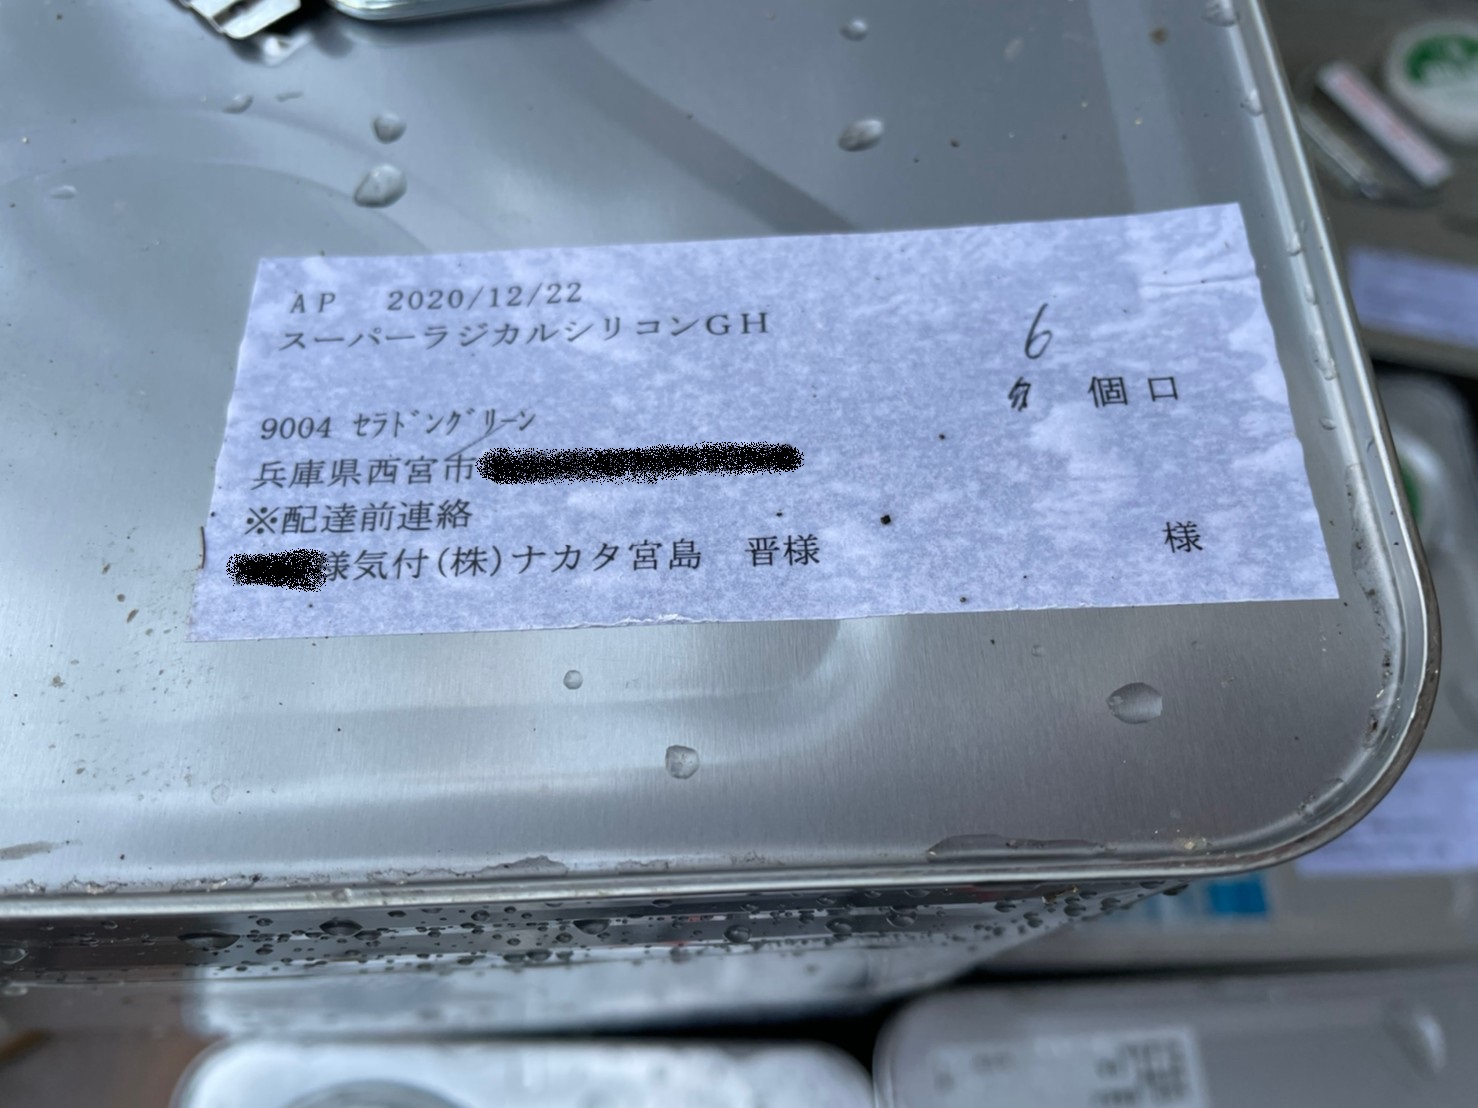 AP 2020/12/22
スーパーラジカルシリコンGH
6
個口
9004 ｾﾗﾄﾞﾝｸﾞﾘｰﾝ
兵庫県西宮市
※配達前連絡
様気付(株)ナカタ宮島 晋様 様